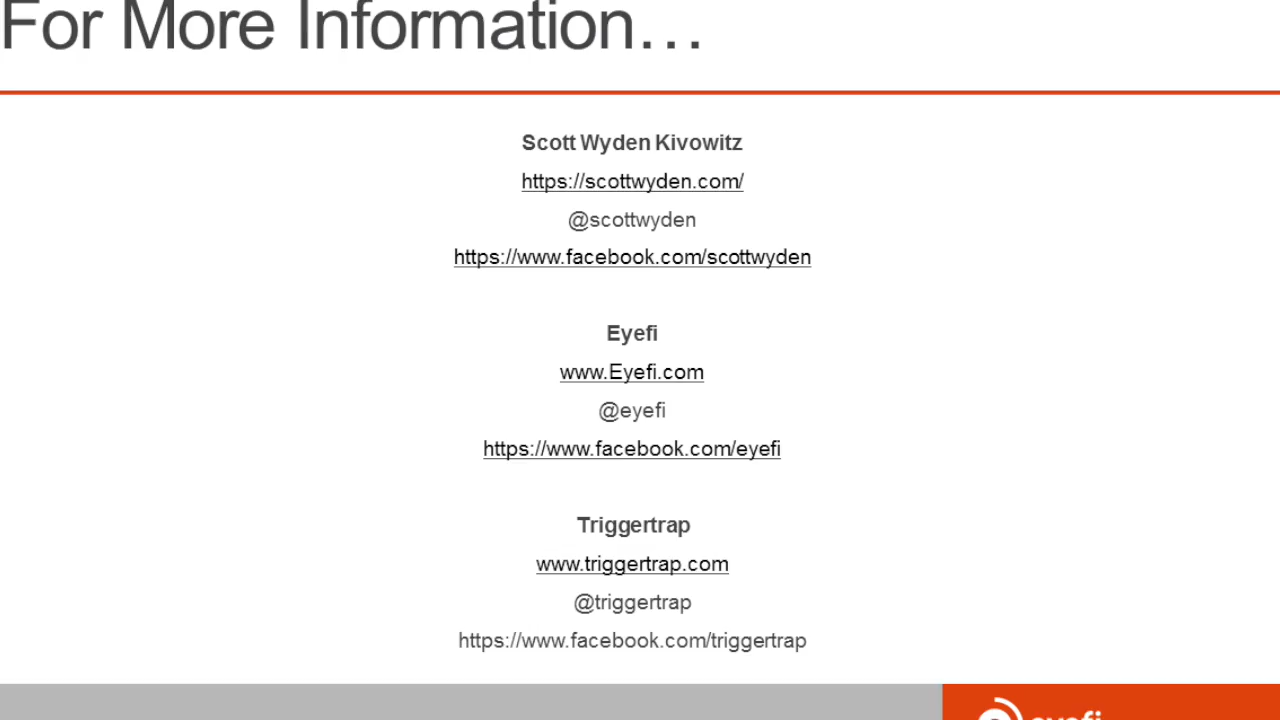 For More Information…
Scott Wyden Kivowitz
https://scottwyden.com/
@scottwyden
https://www.facebook.com/scottwyden
Eyefi
www.Eyefi.com
@eyefi
https://www.facebook.com/eyefi
Triggertrap
www.triggertrap.com
@triggertrap
https://www.facebook.com/triggertrap
eyefi